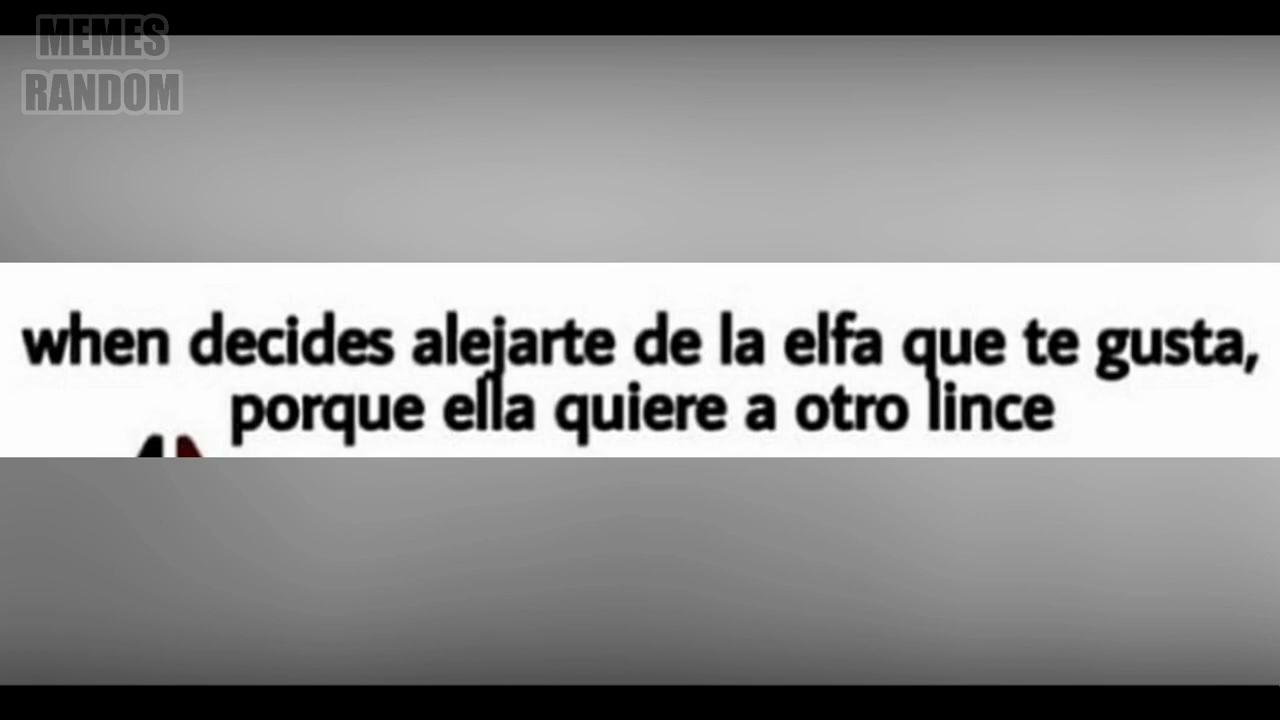 MEMES
RANDOM
when decides alejarte de la elfa que te gusta,
porque ella quiere a otro lince